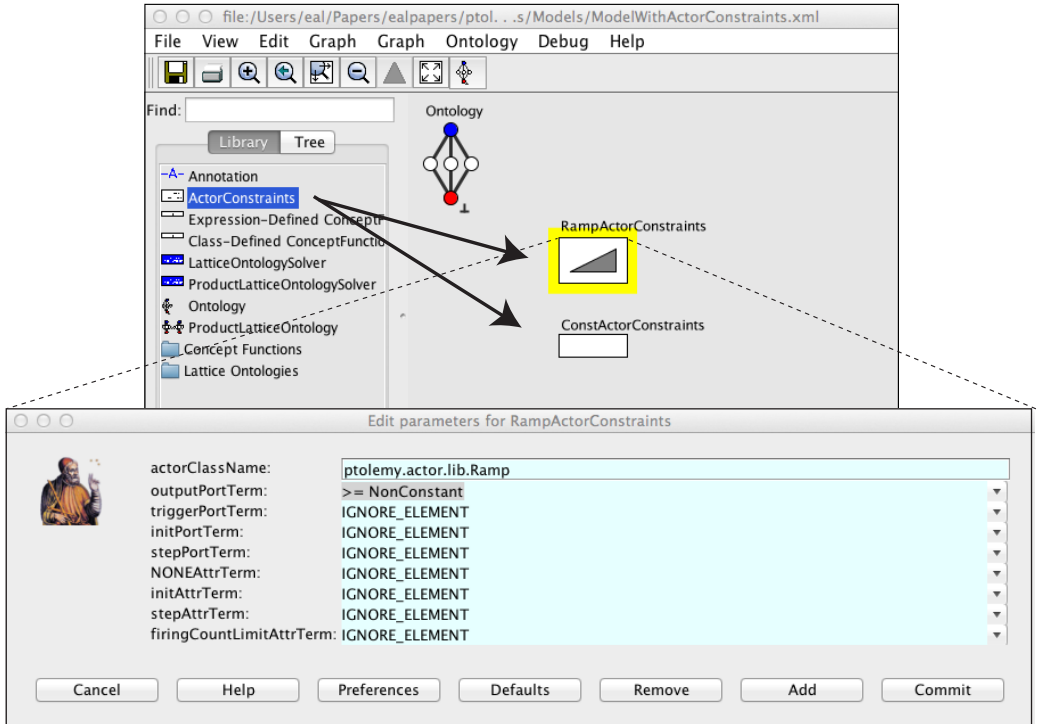 file:/Users/eal/Papers/ealpapers/ptol. . .s/Models/ModelWithActorConstraints.xml
File View Edit Graph Graph Ontology Debug Help
Find:
Library Tree
-A- Annotation
ActorConstraints
Expression-Defined ConceptF
Class-Defined ConceptFunctio
LatticeOntologySolver
ProductLatticeOntologySolver
Ontology
ProductLatticeOntology
Concept Functions
Lattice Ontologies
Ontology
⊥
RampActorConstraints
ConstActorConstraints
Edit parameters for RampActorConstraints
actorClassName: ptolemy.actor.lib.Ramp
outputPortTerm: >= NonConstant
triggerPortTerm: IGNORE_ELEMENT
initPortTerm: IGNORE_ELEMENT
stepPortTerm: IGNORE_ELEMENT
NONEAttrTerm: IGNORE_ELEMENT
initAttrTerm: IGNORE_ELEMENT
stepAttrTerm: IGNORE_ELEMENT
firingCountLimitAttrTerm: IGNORE_ELEMENT
Cancel Help Preferences Defaults Remove Add Commit